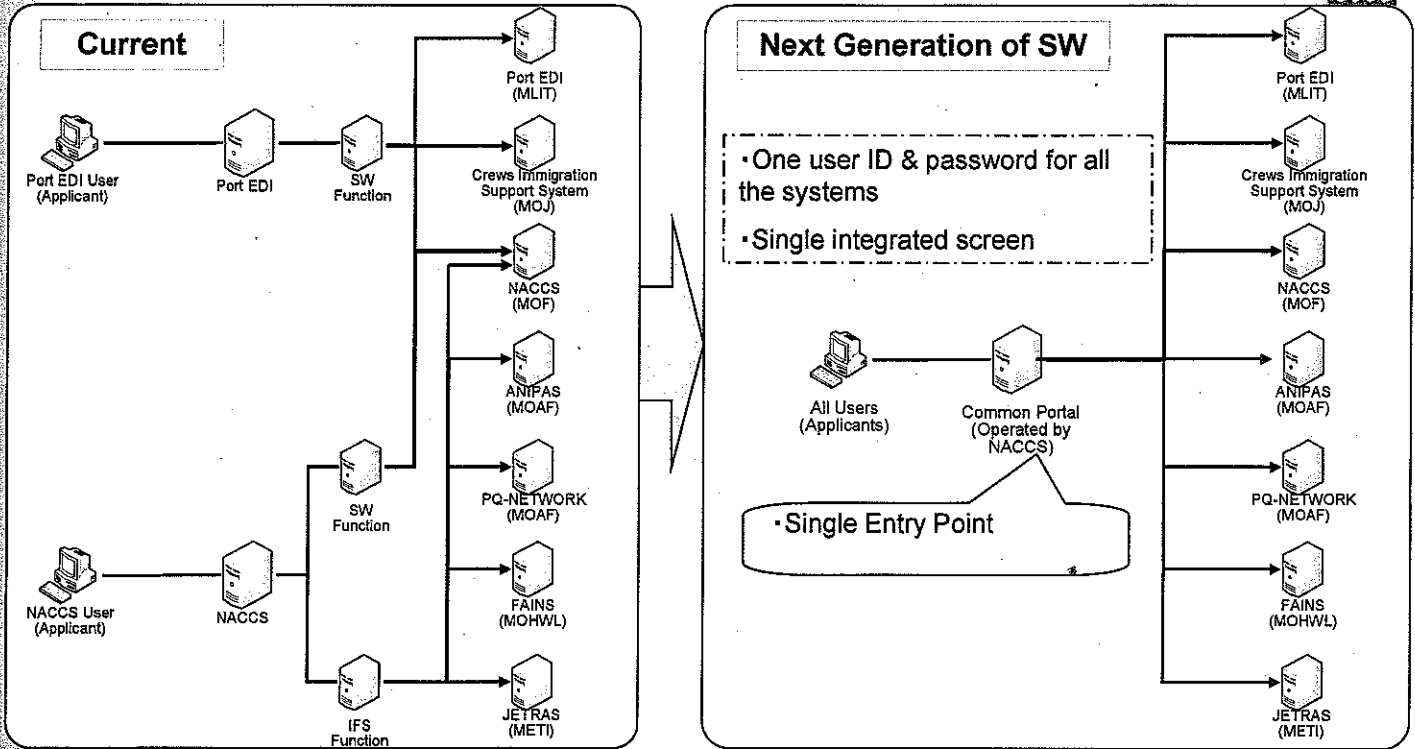 Current
Port EDI
(MLIT)
Port EDI User
(Applicant)
Port EDI
SW
Function
Crews Immigration
Support System
(MOJ)
NACCS
(MOF)
ANIPAS
(MOAF)
SW
Function
PQ-NETWORK
(MOAF)
NACCS User
(Applicant)
NACCS
FAINS
(MOHWL)
IFS
Function
JETRAS
(METI)
Next Generation of SW
・One user ID & password for all
the systems
・Single integrated screen
All Users
(Applicants)
Common Portal
(Operated by
NACCS)
・Single Entry Point
Port EDI
(MLIT)
Crews Immigration
Support System
(MOJ)
NACCS
(MOF)
ANIPAS
(MOAF)
PQ-NETWORK
(MOAF)
FAINS
(MOHWL)
JETRAS
(METI)